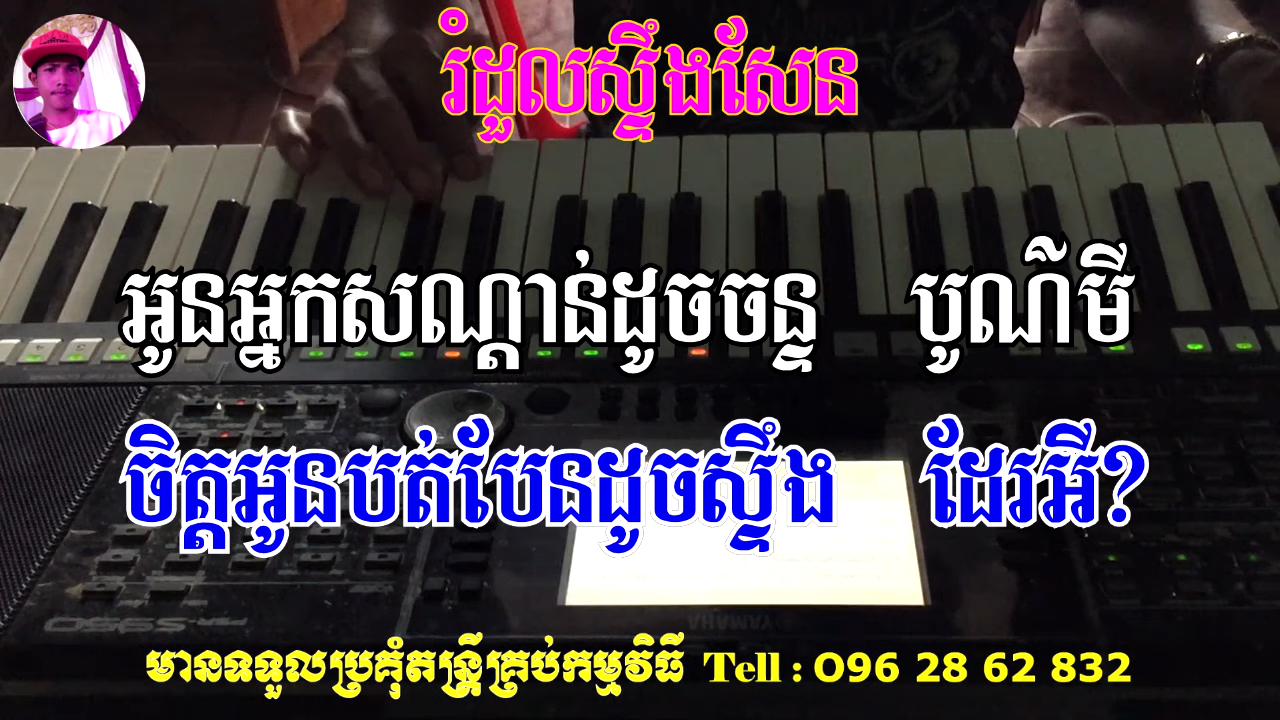 រំដួលស្ទឹងសែន
អូនអ្នកសណ្ដាន់ដូចចន្ទ បូណ៌មី
ចិត្តអូនបត់បែនដូចស្ទឹង ដែរអី?
PSR-S950
YAMAHA
មានទទួលប្រគុំតន្ត្រីគ្រប់កម្មវិធី Tell : 096 28 62 832